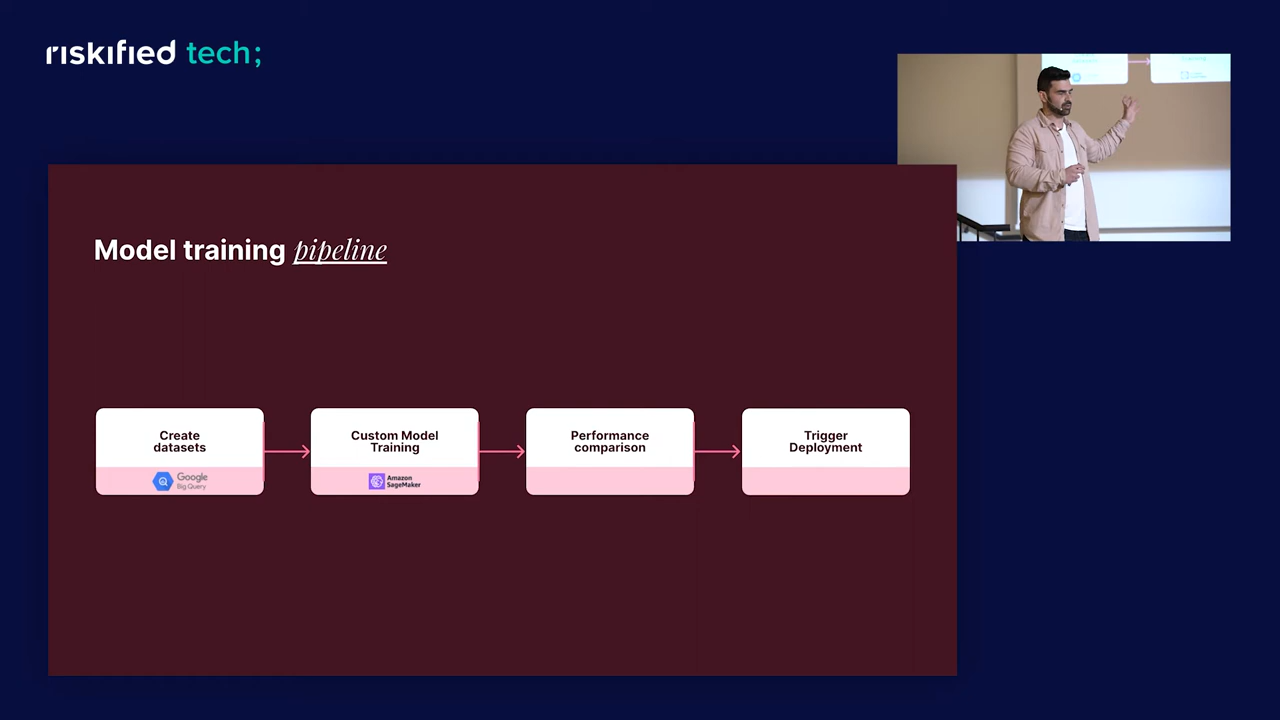 riskified tech;
Model training pipeline
Create
datasets
Google
Big Query
Custom Model
Training
Amazon
SageMaker
Performance
comparison
Trigger
Deployment